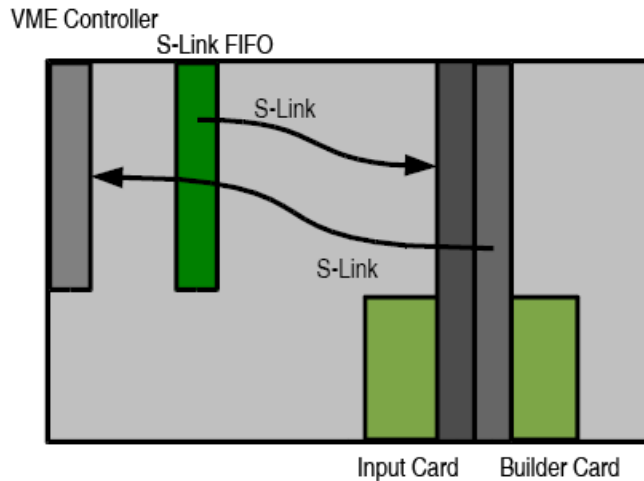 VME Controller
S-Link FIFO
S-Link
S-Link
Input Card
Builder Card